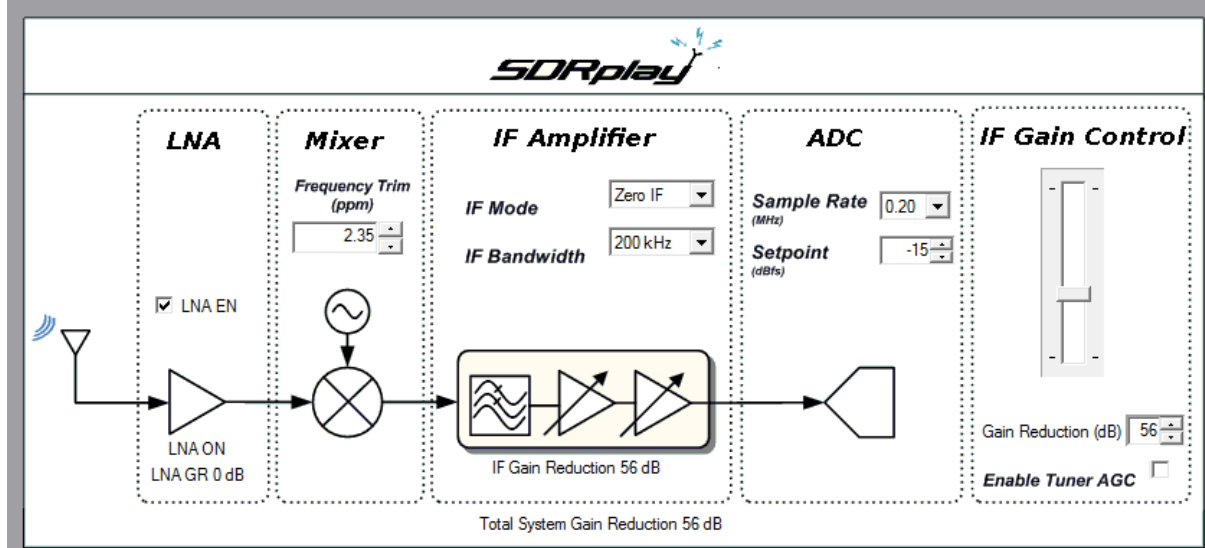 SDRplay
LNA
LNA EN
LNA ON
LNA GR 0 dB
Mixer
Frequency Trim
(ppm)
2.35
IF Amplifier
IF Mode Zero IF
IF Bandwidth 200 kHz
IF Gain Reduction 56 dB
ADC
Sample Rate 0.20
(MHz)
Setpoint -15
(dBfs)
IF Gain Control
Gain Reduction (dB) 56
Enable Tuner AGC
Total System Gain Reduction 56 dB